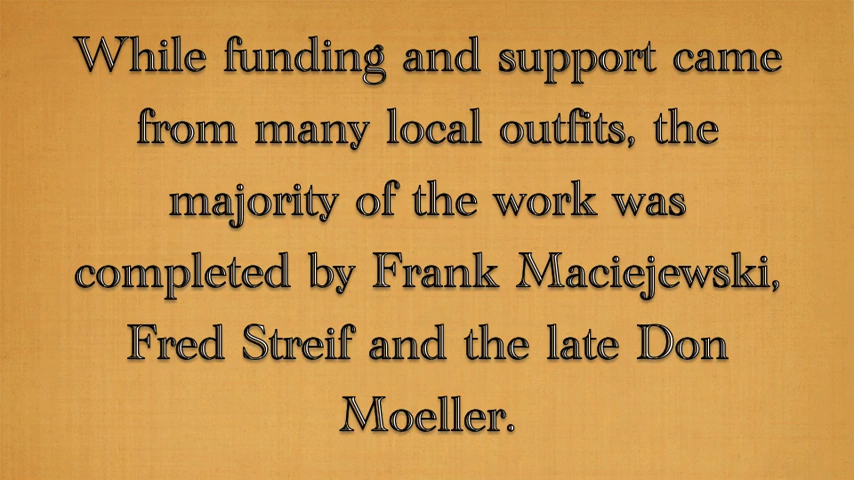 While funding and support came
from many local outfits, the
majority of the work was
completed by Frank Maciejewski,
Fred Streif and the late Don
Moeller.